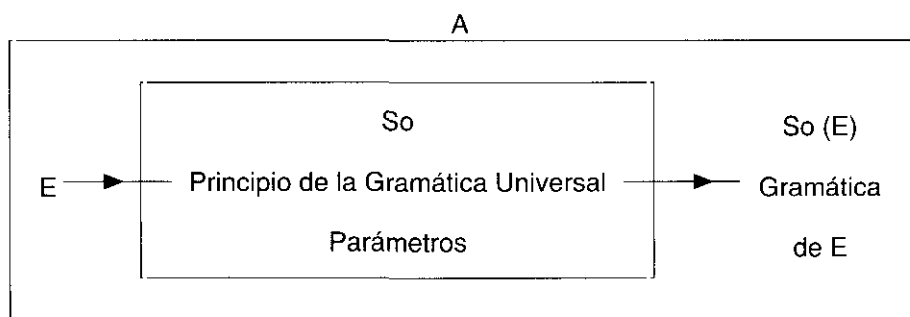 A
So
So (E)
E
Principio de la Gramática Universal
Gramática
Parámetros
de E